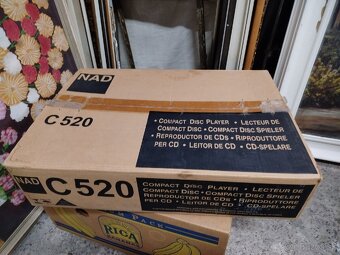 NAD
C 520
• COMPACT DISC PLAYER • LECTEUR DE
COMPACT DISC • COMPACT DISC SPIELER
• REPRODUCTOR DE CDs • RIPRODUTTORE
PER CD • LEITOR DE CD • CD-SPELARE
NAD
C 520
COMPACT DISC PLAYER • LECTEUR DE
COMPACT DISC • COMPACT DISC SPIELER
• REPRODUCTOR DE CDs • RIPRODUTTORE
PER CD • LEITOR DE CD • CD-SPELARE
PACK
RICA